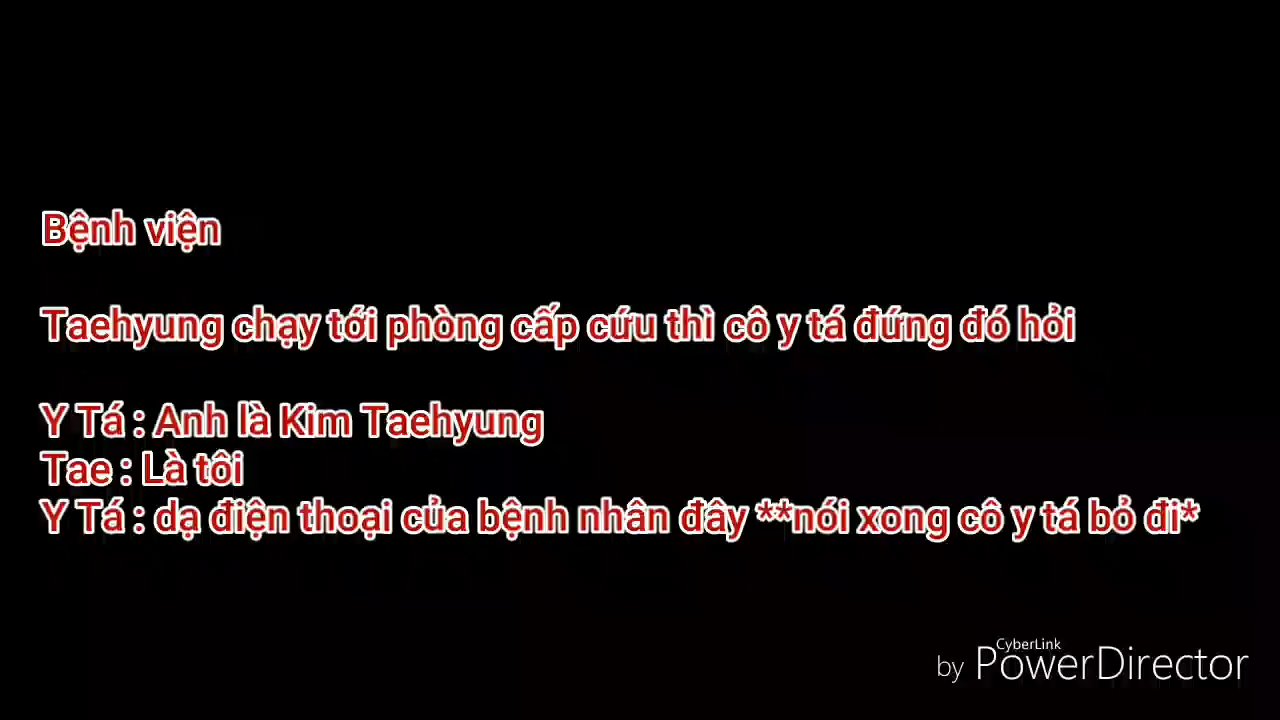 Bệnh viện
Taehyung chạy tới phòng cấp cứu thì cô y tá đứng đó hỏi
Y Tá : Anh là Kim Taehyung
Tae : Là tôi
Y Tá : dạ điện thoại của bệnh nhân đây **nói xong cô y tá bỏ đi*
CyberLink
by PowerDirector